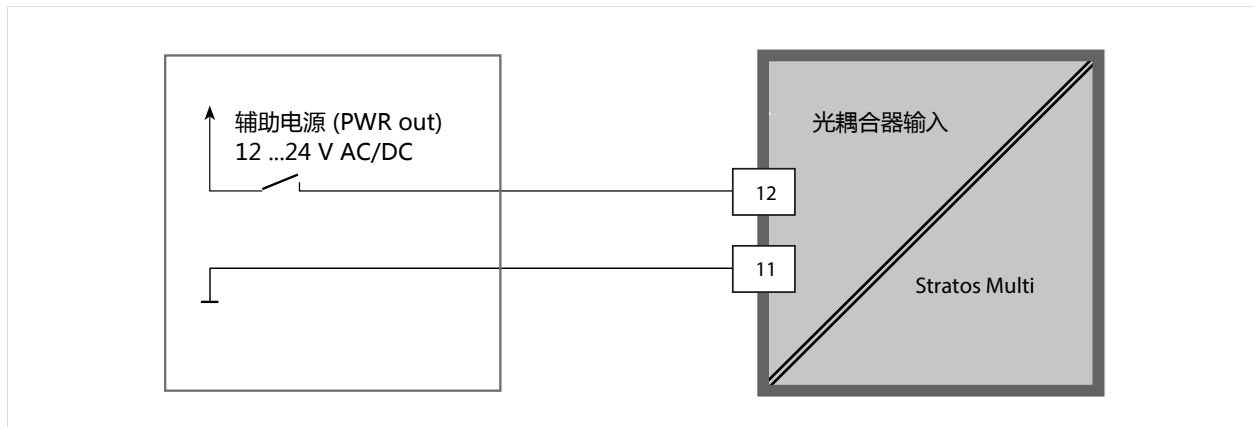 辅助电源 (PWR out)
12 ...24 V AC/DC
光耦合器输入
12
11
Stratos Multi